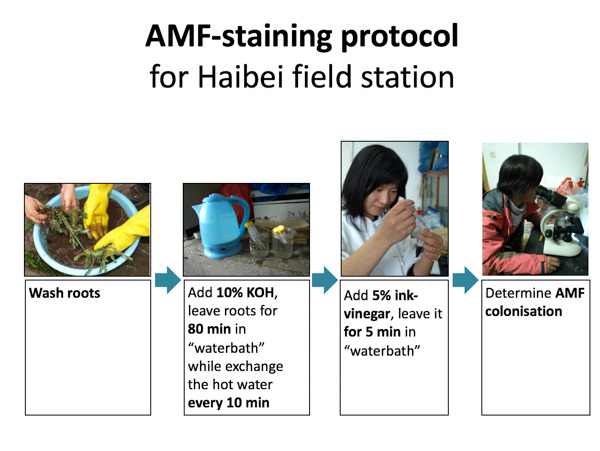 AMF-staining protocol
for Haibei field station
Wash roots
Add 10% KOH,
leave roots for
80 min in
“waterbath”
while exchange
the hot water
every 10 min
Add 5% ink-
vinegar, leave it
for 5 min in
“waterbath”
Determine AMF
colonisation